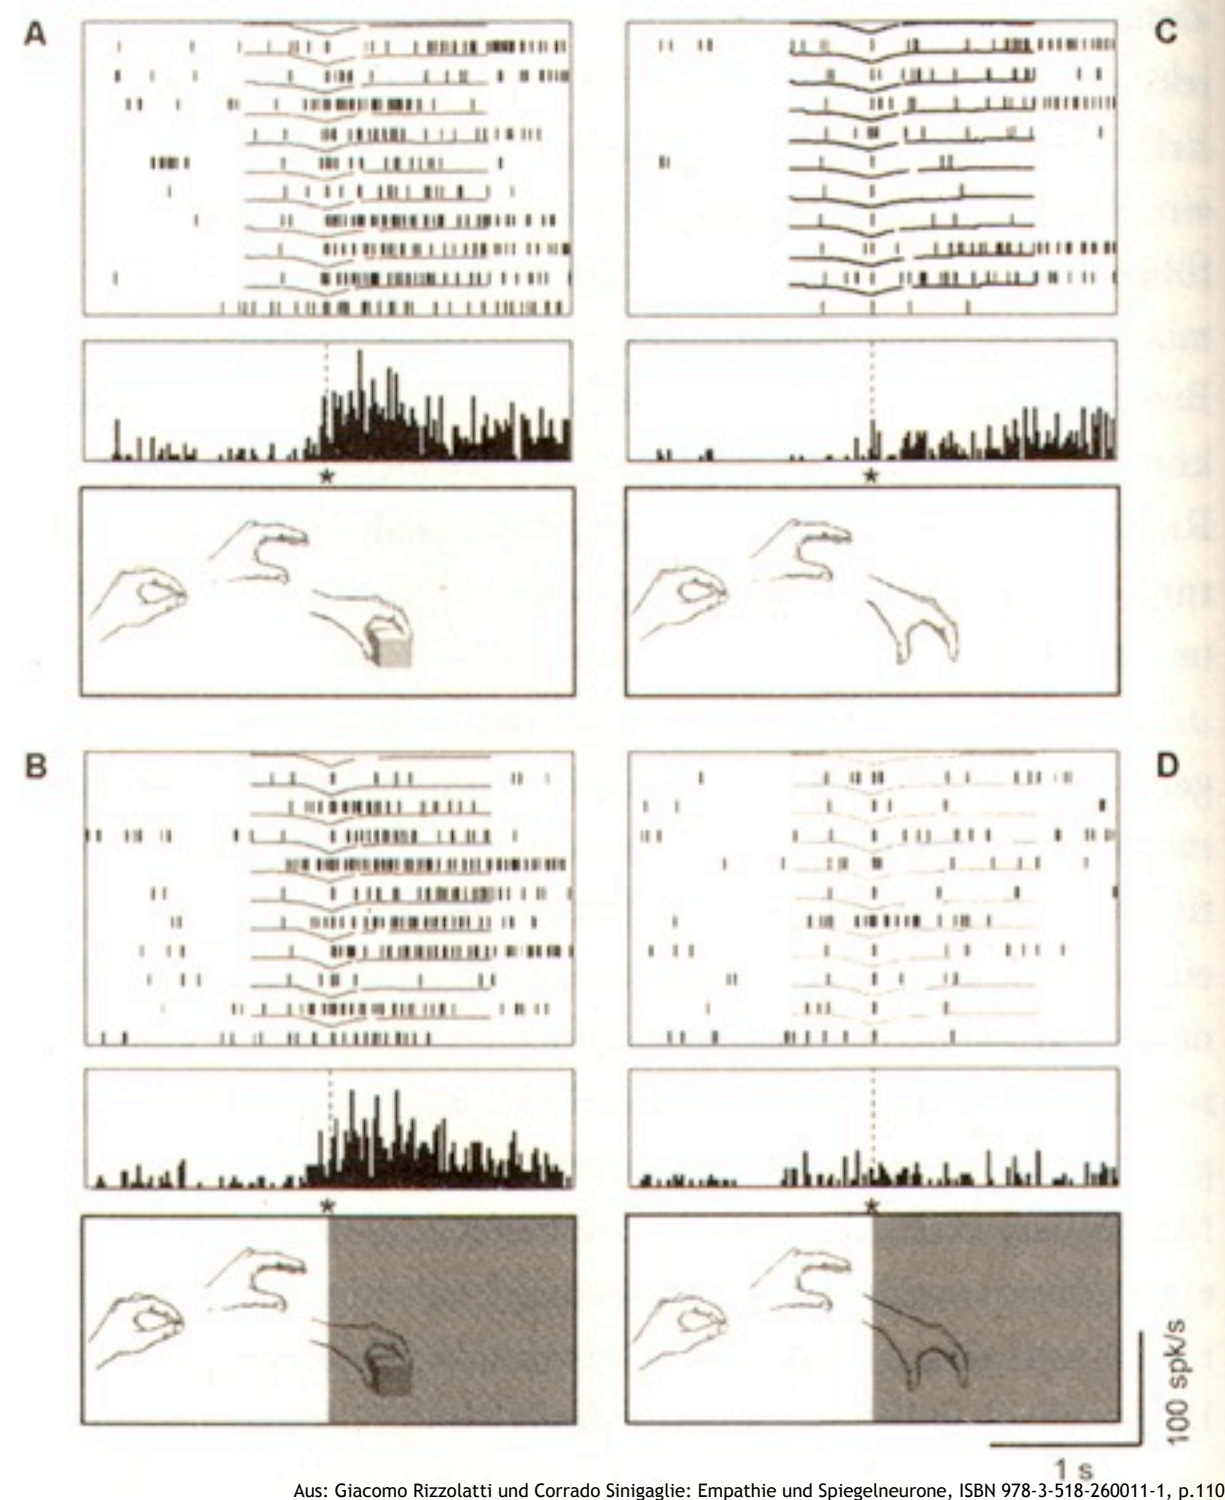 A
C
*
*
B
D
*
*
100 spk/s
1 s
Aus: Giacomo Rizzolatti und Corrado Sinigaglie: Empathie und Spiegelneurone, ISBN 978-3-518-260011-1, p.110